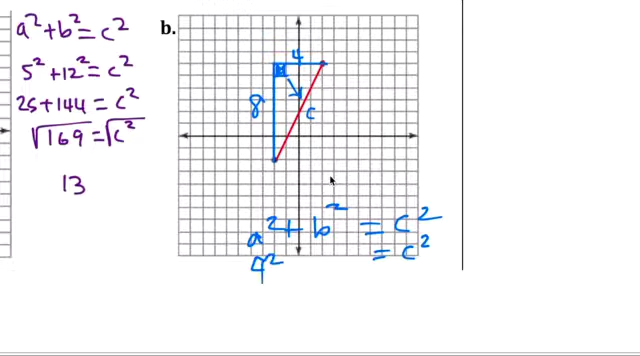 a² + b² = c²
5² + 12² = c²
25 + 144 = c²
√169 = √c²
13
b.
4
8
c
a² + b² = c²
4² = c²